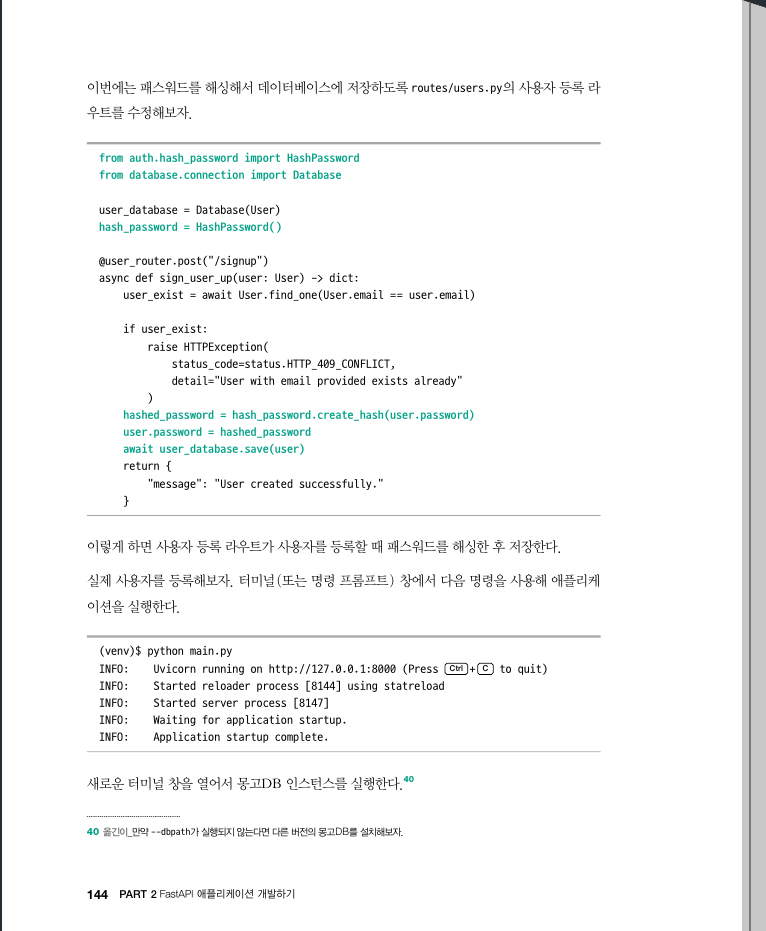 이번에는 패스워드를 해싱해서 데이터베이스에 저장하도록 routes/users.py의 사용자 등록 라
우트를 수정해보자.
from auth.hash_password import HashPassword
from database.connection import Database
user_database = Database(User)
hash_password = HashPassword()
@user_router.post("/signup")
async def sign_user_up(user: User) -> dict:
    user_exist = await User.find_one(User.email == user.email)
    if user_exist:
        raise HTTPException(
            status_code=status.HTTP_409_CONFLICT,
            detail="User with email provided exists already"
        )
    hashed_password = hash_password.create_hash(user.password)
    user.password = hashed_password
    await user_database.save(user)
    return {
        "message": "User created successfully."
    }
이렇게 하면 사용자 등록 라우트가 사용자를 등록할 때 패스워드를 해싱한 후 저장한다.
실제 사용자를 등록해보자. 터미널(또는 명령 프롬프트) 창에서 다음 명령을 사용해 애플리케
이션을 실행한다.
(venv)$ python main.py
INFO:    Uvicorn running on http://127.0.0.1:8000 (Press Ctrl+C to quit)
INFO:    Started reloader process [8144] using statreload
INFO:    Started server process [8147]
INFO:    Waiting for application startup.
INFO:    Application startup complete.
새로운 터미널 창을 열어서 몽고DB 인스턴스를 실행한다.40
40 옮긴이_만약 --dbpath가 실행되지 않는다면 다른 버전의 몽고DB를 설치해보자.
144 PART 2 FastAPI 애플리케이션 개발하기